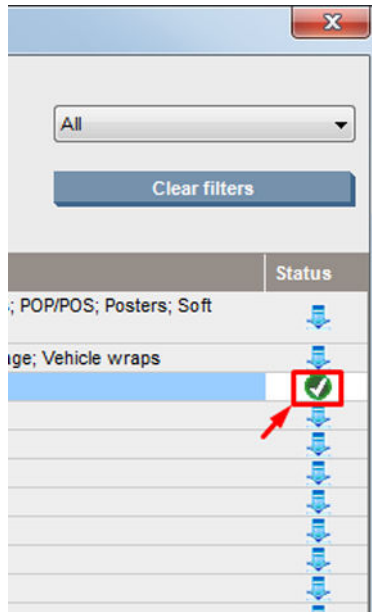 All
Clear filters
Status
; POP/POS; Posters; Soft
ge; Vehicle wraps